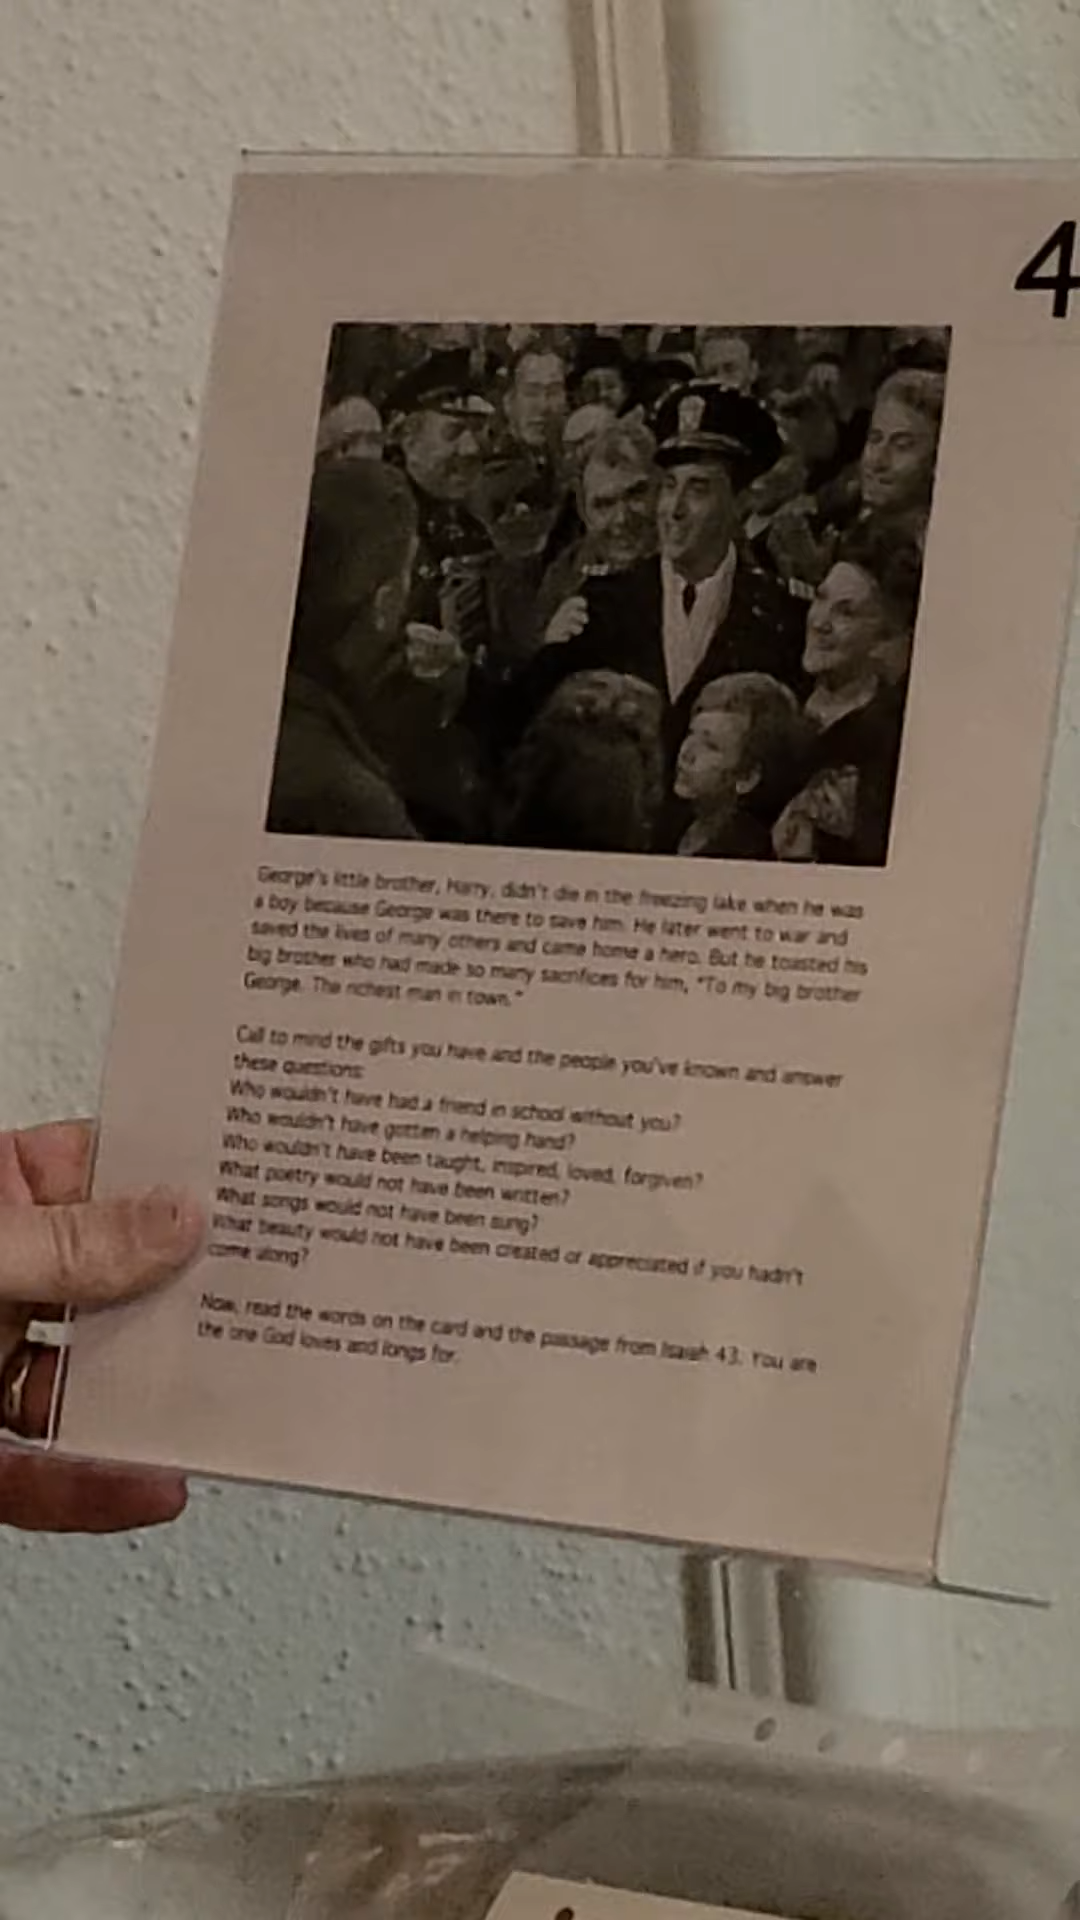 4
George's little brother, Harry, didn't die in the freezing lake when he was
a boy because George was there to save him. He later went to war and
saved the lives of many others and came home a hero. But he toasted his
big brother who had made so many sacrifices for him, "To my big brother
George. The richest man in town."
Call to mind the gifts you have and the people you've known and answer
these questions:
Who wouldn't have had a friend in school without you?
Who wouldn't have gotten a helping hand?
Who wouldn't have been taught, inspired, loved, forgiven?
What poetry would not have been written?
What songs would not have been sung?
What beauty would not have been created or appreciated if you hadn't
come along?
Now, read the words on the card and the passage from Isaiah 43. You are
the one God loves and longs for.